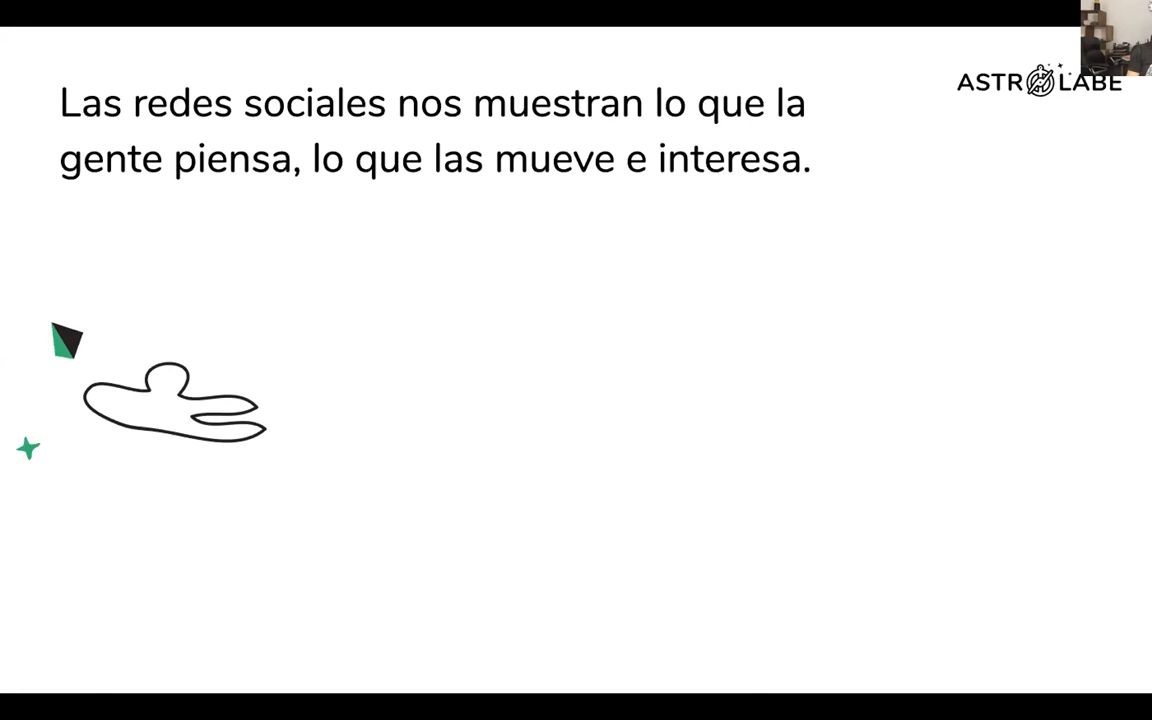 Las redes sociales nos muestran lo que la
gente piensa, lo que las mueve e interesa.
ASTROLABE